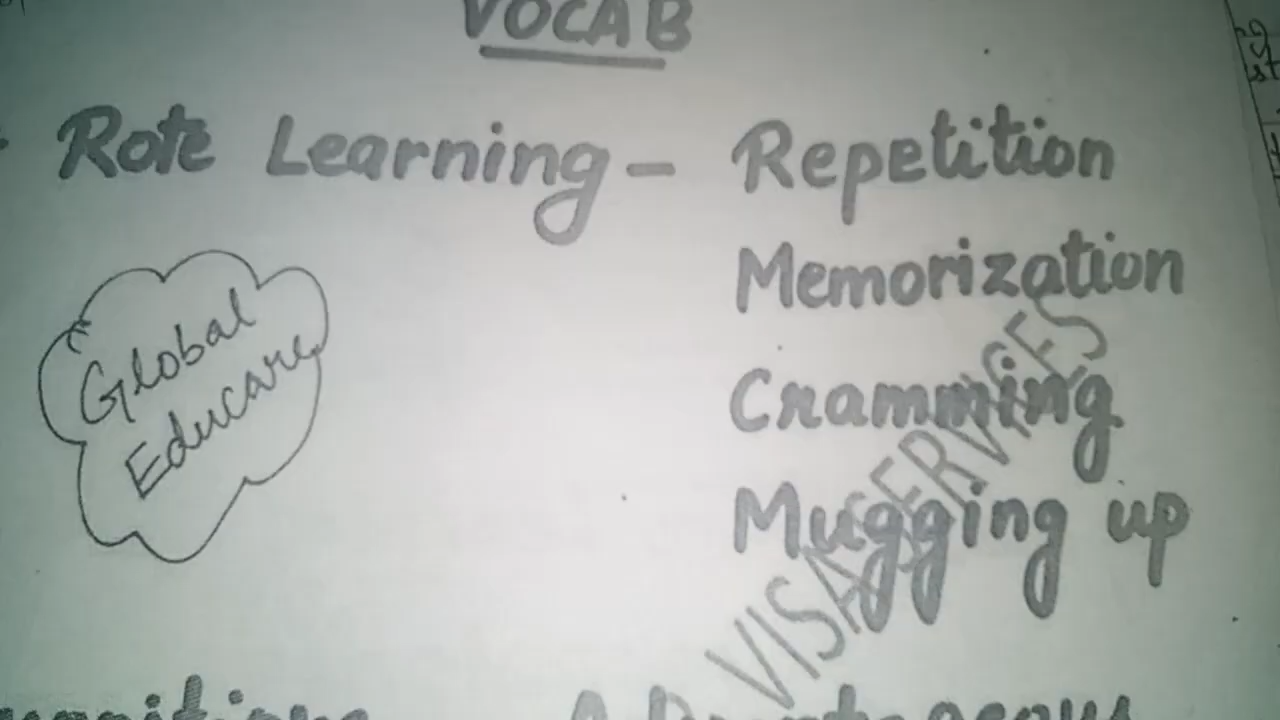 VOCAB
Rote Learning - Repetition
Memorization
Cramming
Mugging up
Global
Educare
VISA SERVICES